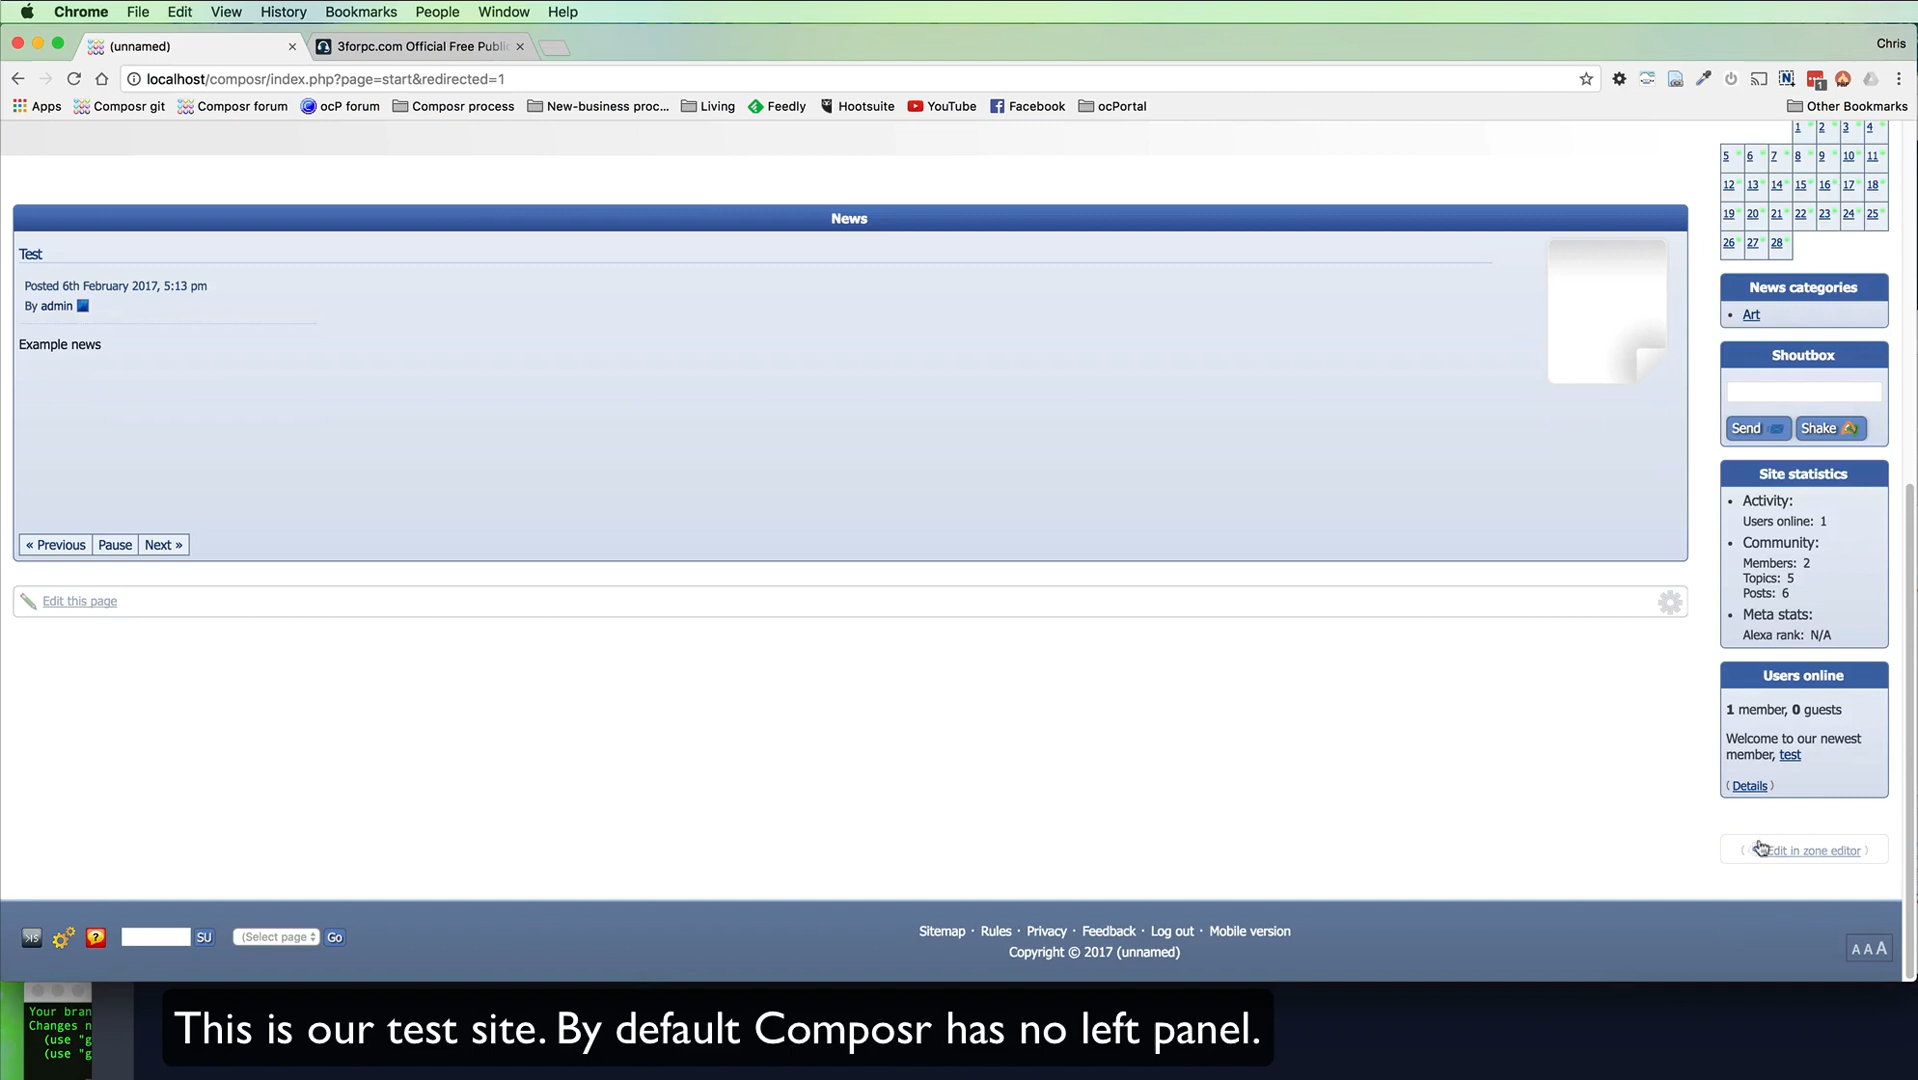 Chrome File Edit View History Bookmarks People Window Help
(unnamed)
3forpc.com Official Free Public
Chris
localhost/composr/index.php?page=start&redirected=1
Apps Composr git Composr forum ocP forum Composr process New-business proc... Living Feedly Hootsuite YouTube Facebook ocPortal Other Bookmarks
1 2 3 4
5 6 7 8 9 10 11
12 13 14 15 16 17 18
19 20 21 22 23 24 25
26 27 28
News
Test
Posted 6th February 2017, 5:13 pm
By admin
Example news
« Previous Pause Next »
Edit this page
News categories
Art
Shoutbox
Send Shake
Site statistics
Activity:
Users online: 1
Community:
Members: 2
Topics: 5
Posts: 6
Meta stats:
Alexa rank: N/A
Users online
1 member, 0 guests
Welcome to our newest
member, test
( Details )
( Edit in zone editor )
SU (Select page) Go
Sitemap · Rules · Privacy · Feedback · Log out · Mobile version
Copyright © 2017 (unnamed)
A A A
Your bran
Changes n
(use "g
(use "g
This is our test site. By default Composr has no left panel.